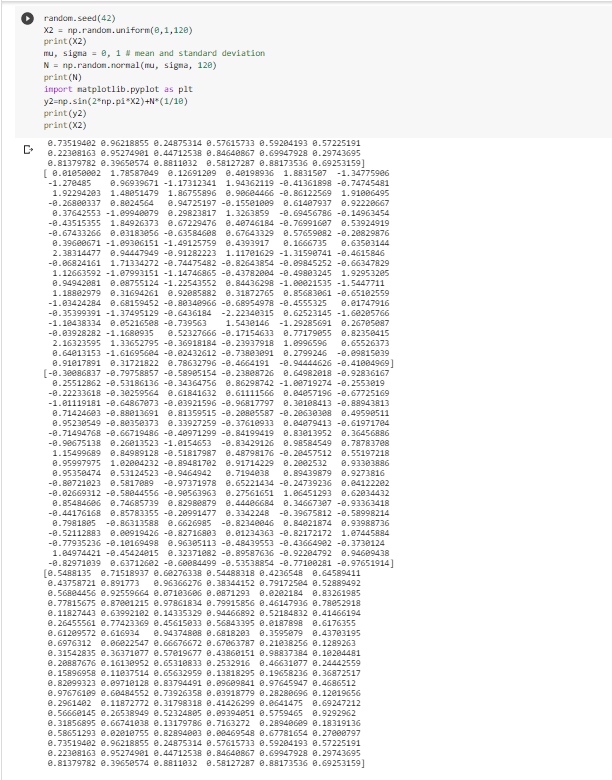 random.seed(42)
X2 = np.random.uniform(0,1,120)
print(X2)
mu, sigma = 0, 1 # mean and standard deviation
N = np.random.normal(mu, sigma, 120)
print(N)
import matplotlib.pyplot as plt
y2=np.sin(2*np.pi*X2)+N*(1/10)
print(y2)
print(X2)
0.73519402 0.96218855 0.24875314 0.57615733 0.59204193 0.57225191
0.22308163 0.95274901 0.44712538 0.84640867 0.69947928 0.29743695
0.81379782 0.39650574 0.8811032 0.58127287 0.88173536 0.69253159]
[ 0.01050002 1.78587049 0.12691209 0.40198936 1.8831507 -1.34775906
-1.270485 0.96939671 -1.17312341 1.94362119 -0.41361898 -0.74745481
1.92294203 1.48051479 1.86755896 0.90604466 -0.86122569 1.91006495
-0.26800337 0.8024564 0.94725197 -0.15501009 0.61407937 0.92220667
0.37642553 -1.09940079 0.29823817 1.3263859 -0.69456786 -0.14963454
-0.43515355 1.84926373 0.67229476 0.40746184 -0.76991607 0.53924919
-0.67433266 0.03183056 -0.63584608 0.67643329 0.57659082 -0.20829876
0.39600671 -1.09306151 -1.49125759 0.4393917 0.1666735 0.63503144
2.38314477 0.94447949 -0.91282223 1.11701629 -1.31590741 -0.4615846
-0.06824161 1.71334272 -0.74475482 -0.82643854 -0.09845252 -0.66347829
1.12663592 -1.07993151 -1.14746865 -0.43782004 -0.49803245 1.92953205
0.94942081 0.08755124 -1.22543552 0.84436298 -1.00021535 -1.5447711
1.18802979 0.31694261 0.92085882 0.31872765 0.85683061 -0.65102559
-1.03424284 0.68159452 -0.80340966 -0.68954978 -0.4555325 0.01747916
-0.35399391 -1.37495129 -0.6436184 -2.22340315 0.62523145 -1.60205766
-1.10438334 0.05216508 -0.739563 1.5430146 -1.29285691 0.26705087
-0.03928282 -1.1680935 0.52327666 -0.17154633 0.77179055 0.82350415
2.16323595 1.33652795 -0.36918184 -0.23937918 1.0996596 0.65526373
0.64013153 -1.61695604 -0.02432612 -0.73803091 0.2799246 -0.09815039
0.91017891 0.31721822 0.78632796 -0.4664191 -0.94444626 -0.41004969]
[-0.30086837 -0.79758857 -0.58905154 -0.23808726 0.64982018 -0.92836167
0.25512862 -0.53186136 -0.34364756 0.86298742 -1.00719274 -0.2553019
-0.22233618 -0.30259564 0.61841632 0.61111566 0.04057196 -0.67725169
-1.01119181 -0.64867073 -0.03921596 -0.96817797 0.30108413 -0.88943813
0.71424603 -0.88013691 0.81359515 -0.20805587 -0.20630308 0.49590511
0.95230549 -0.80350373 0.33927259 -0.37610933 0.04079413 -0.61971704
-0.71494768 -0.66719486 -0.40971299 -0.84199419 0.83013952 0.36456886
-0.90675138 0.26013523 -1.0154653 -0.83429126 0.98584549 0.78783708
1.15499689 0.84989128 -0.51817987 0.48798176 -0.20457512 0.55197218
0.95997975 1.02004232 -0.89481702 0.91714229 0.2002532 0.93303886
0.95350474 0.53124523 -0.9464942 0.7194038 0.89439879 0.9273816
-0.80721023 0.5817089 -0.97371978 0.65221434 -0.24739236 0.04122202
-0.02669312 -0.58044556 -0.90563963 0.27561651 1.06451293 0.62034432
0.85484606 0.74685739 0.82980879 0.44406684 0.34667307 -0.93363418
-0.44176168 0.85783355 -0.20991477 0.3342248 -0.39675812 -0.58998214
0.7981805 -0.86313588 0.6626985 -0.82340046 0.84021874 0.93988736
-0.52112883 0.00919426 -0.82716803 0.01234363 -0.82172172 1.07445884
-0.77935236 -0.10169498 0.96305113 -0.48439553 -0.43664902 -0.3730124
1.04974421 -0.45424015 0.32371082 -0.89587636 -0.92204792 0.94609438
-0.82971039 0.63712602 -0.60084499 -0.53538854 -0.77100281 -0.97651914]
[0.5488135 0.71518937 0.60276338 0.54488318 0.4236548 0.64589411
0.43758721 0.891773 0.96366276 0.38344152 0.79172504 0.52889492
0.56804456 0.92559664 0.07103606 0.0871293 0.0202184 0.83261985
0.77815675 0.87001215 0.97861834 0.79915856 0.46147936 0.78052918
0.11827443 0.63992102 0.14335329 0.94466892 0.52184832 0.41466194
0.26455561 0.77423369 0.45615033 0.56843395 0.0187898 0.6176355
0.61209572 0.616934 0.94374808 0.6818203 0.3595079 0.43703195
0.6976312 0.06022547 0.66676672 0.67063787 0.21038256 0.1289263
0.31542835 0.36371077 0.57019677 0.43860151 0.98837384 0.10204481
0.20887676 0.16130952 0.65310833 0.2532916 0.46631077 0.24442559
0.15896958 0.11037514 0.65632959 0.13818295 0.19658236 0.36872517
0.82099323 0.09710128 0.83794491 0.09609841 0.97645947 0.4686512
0.97676109 0.60484552 0.73926358 0.03918779 0.28280696 0.12019656
0.2961402 0.11872772 0.31798318 0.41426299 0.0641475 0.69247212
0.56660145 0.26538949 0.52324805 0.09394051 0.5759465 0.9292962
0.31856895 0.66741038 0.13179786 0.7163272 0.28940609 0.18319136
0.58651293 0.02010755 0.82894003 0.00469548 0.67781654 0.27000797
0.73519402 0.96218855 0.24875314 0.57615733 0.59204193 0.57225191
0.22308163 0.95274901 0.44712538 0.84640867 0.69947928 0.29743695
0.81379782 0.39650574 0.8811032 0.58127287 0.88173536 0.69253159]